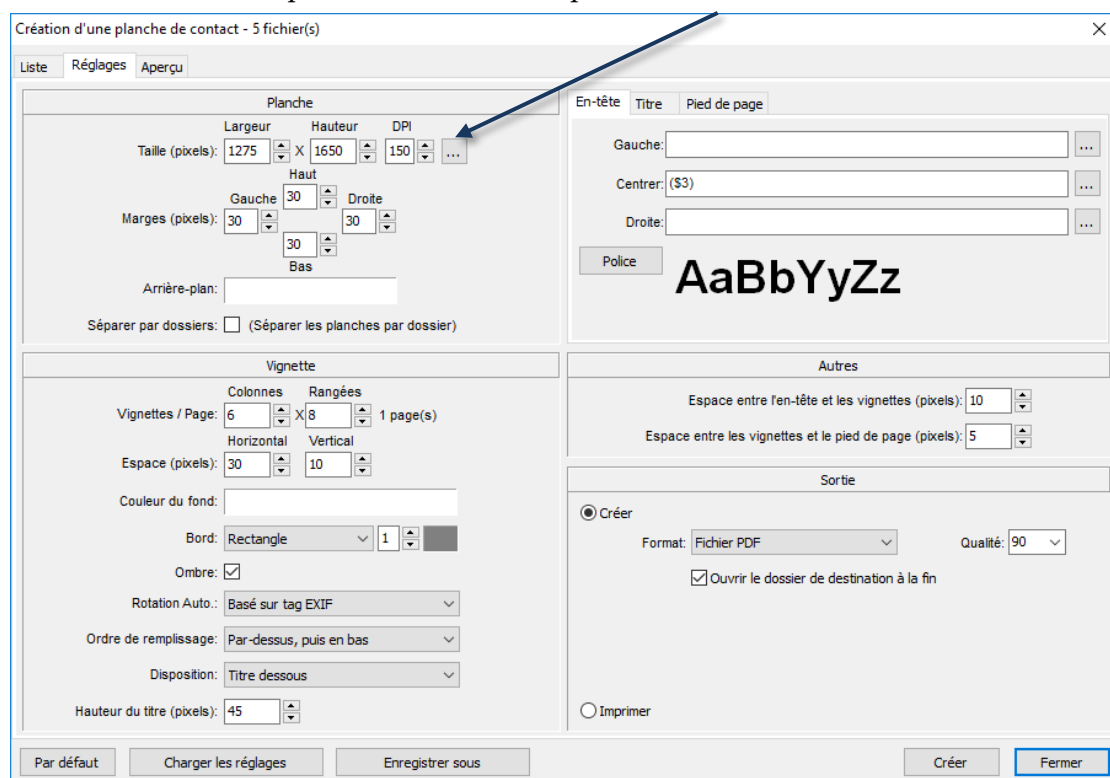 Création d'une planche de contact - 5 fichier(s)
Liste Réglages Aperçu
Planche
Largeur Hauteur DPI
Taille (pixels): 1275 X 1650 150 ...
Haut
Gauche 30 Droite
Marges (pixels): 30 30
30
Bas
Arrière-plan:
Séparer par dossiers: (Séparer les planches par dossier)
Vignette
Colonnes Rangées
Vignettes / Page: 6 X 8 1 page(s)
Horizontal Vertical
Espace (pixels): 30 10
Couleur du fond:
Bord: Rectangle 1
Ombre:
Rotation Auto.: Basé sur tag EXIF
Ordre de remplissage: Par-dessus, puis en bas
Disposition: Titre dessous
Hauteur du titre (pixels): 45
En-tête Titre Pied de page
Gauche: ...
Centrer: ($3) ...
Droite: ...
Police AaBbYyZz
Autres
Espace entre l'en-tête et les vignettes (pixels): 10
Espace entre les vignettes et le pied de page (pixels): 5
Sortie
Créer
Format: Fichier PDF Qualité: 90
Ouvrir le dossier de destination à la fin
Imprimer
Par défaut Charger les réglages Enregistrer sous Créer Fermer